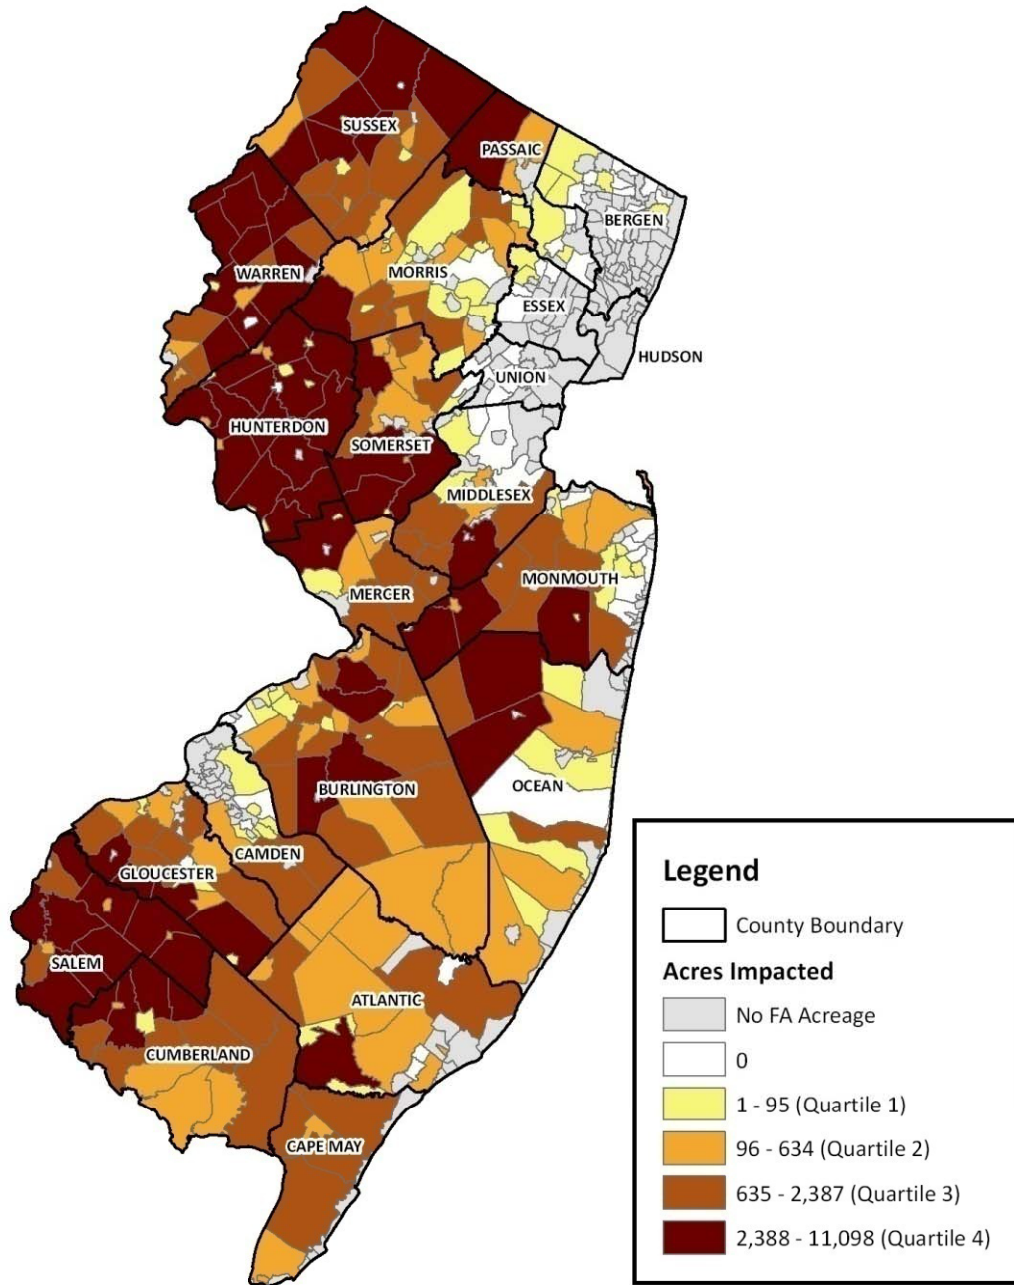 SUSSEX
PASSAIC
BERGEN
WARREN
MORRIS
ESSEX
HUDSON
UNION
HUNTERDON
SOMERSET
MIDDLESEX
MONMOUTH
MERCER
OCEAN
BURLINGTON
CAMDEN
GLOUCESTER
SALEM
ATLANTIC
CUMBERLAND
CAPE MAY
Legend
County Boundary
Acres Impacted
No FA Acreage
0
1 - 95 (Quartile 1)
96 - 634 (Quartile 2)
635 - 2,387 (Quartile 3)
2,388 - 11,098 (Quartile 4)